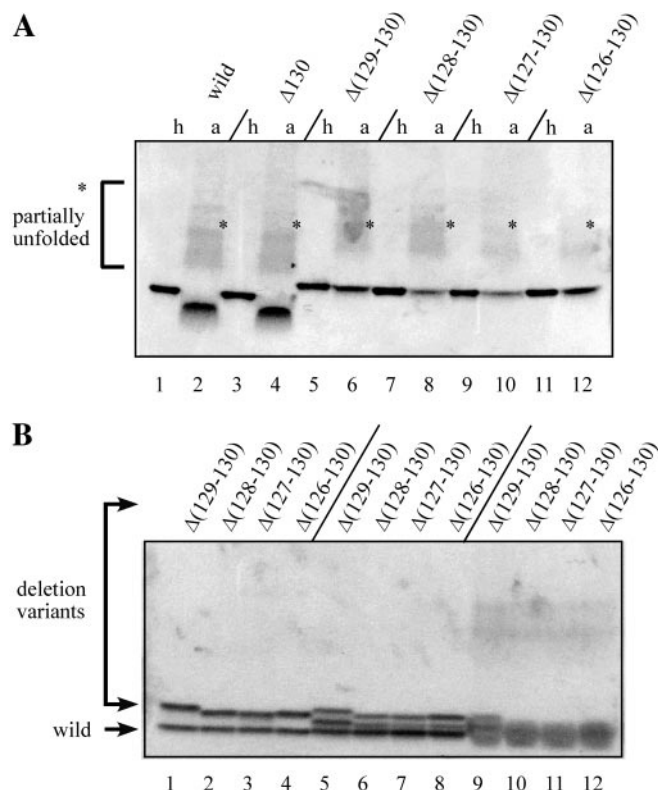 A
wild Δ130 Δ(129-130) Δ(128-130) Δ(127-130) Δ(126-130)
h a h a h a h a h a h a
*
partially
unfolded
* * * * * *
1 2 3 4 5 6 7 8 9 10 11 12
B
Δ(129-130) Δ(128-130) Δ(127-130) Δ(126-130) Δ(129-130) Δ(128-130) Δ(127-130) Δ(126-130) Δ(129-130) Δ(128-130) Δ(127-130) Δ(126-130)
deletion
variants
wild
1 2 3 4 5 6 7 8 9 10 11 12